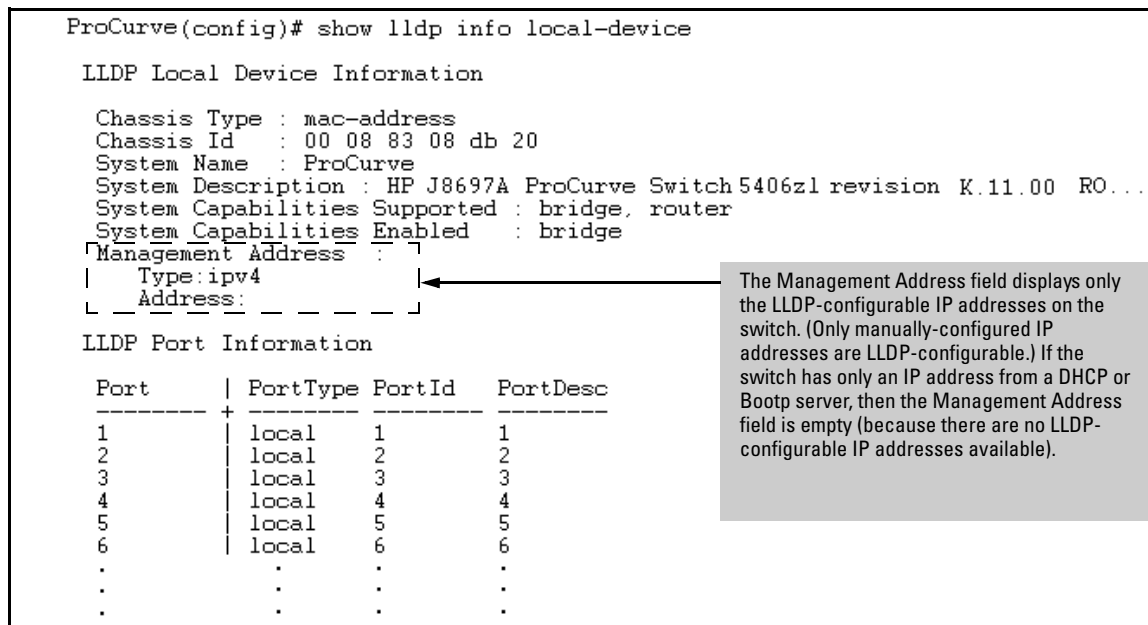 ProCurve(config)# show lldp info local-device
LLDP Local Device Information
Chassis Type : mac-address
Chassis Id : 00 08 83 08 db 20
System Name : ProCurve
System Description : HP J8697A ProCurve Switch 5406zl revision K.11.00 RO...
System Capabilities Supported : bridge, router
System Capabilities Enabled : bridge
Management Address :
Type:ipv4
Address:
The Management Address field displays only
the LLDP-configurable IP addresses on the
switch. (Only manually-configured IP
addresses are LLDP-configurable.) If the
switch has only an IP address from a DHCP or
Bootp server, then the Management Address
field is empty (because there are no LLDP-
configurable IP addresses available).
LLDP Port Information
Port | PortType PortId PortDesc
-------- + -------- -------- --------
1 | local 1 1
2 | local 2 2
3 | local 3 3
4 | local 4 4
5 | local 5 5
6 | local 6 6
. . . .
. . . .
. . . .